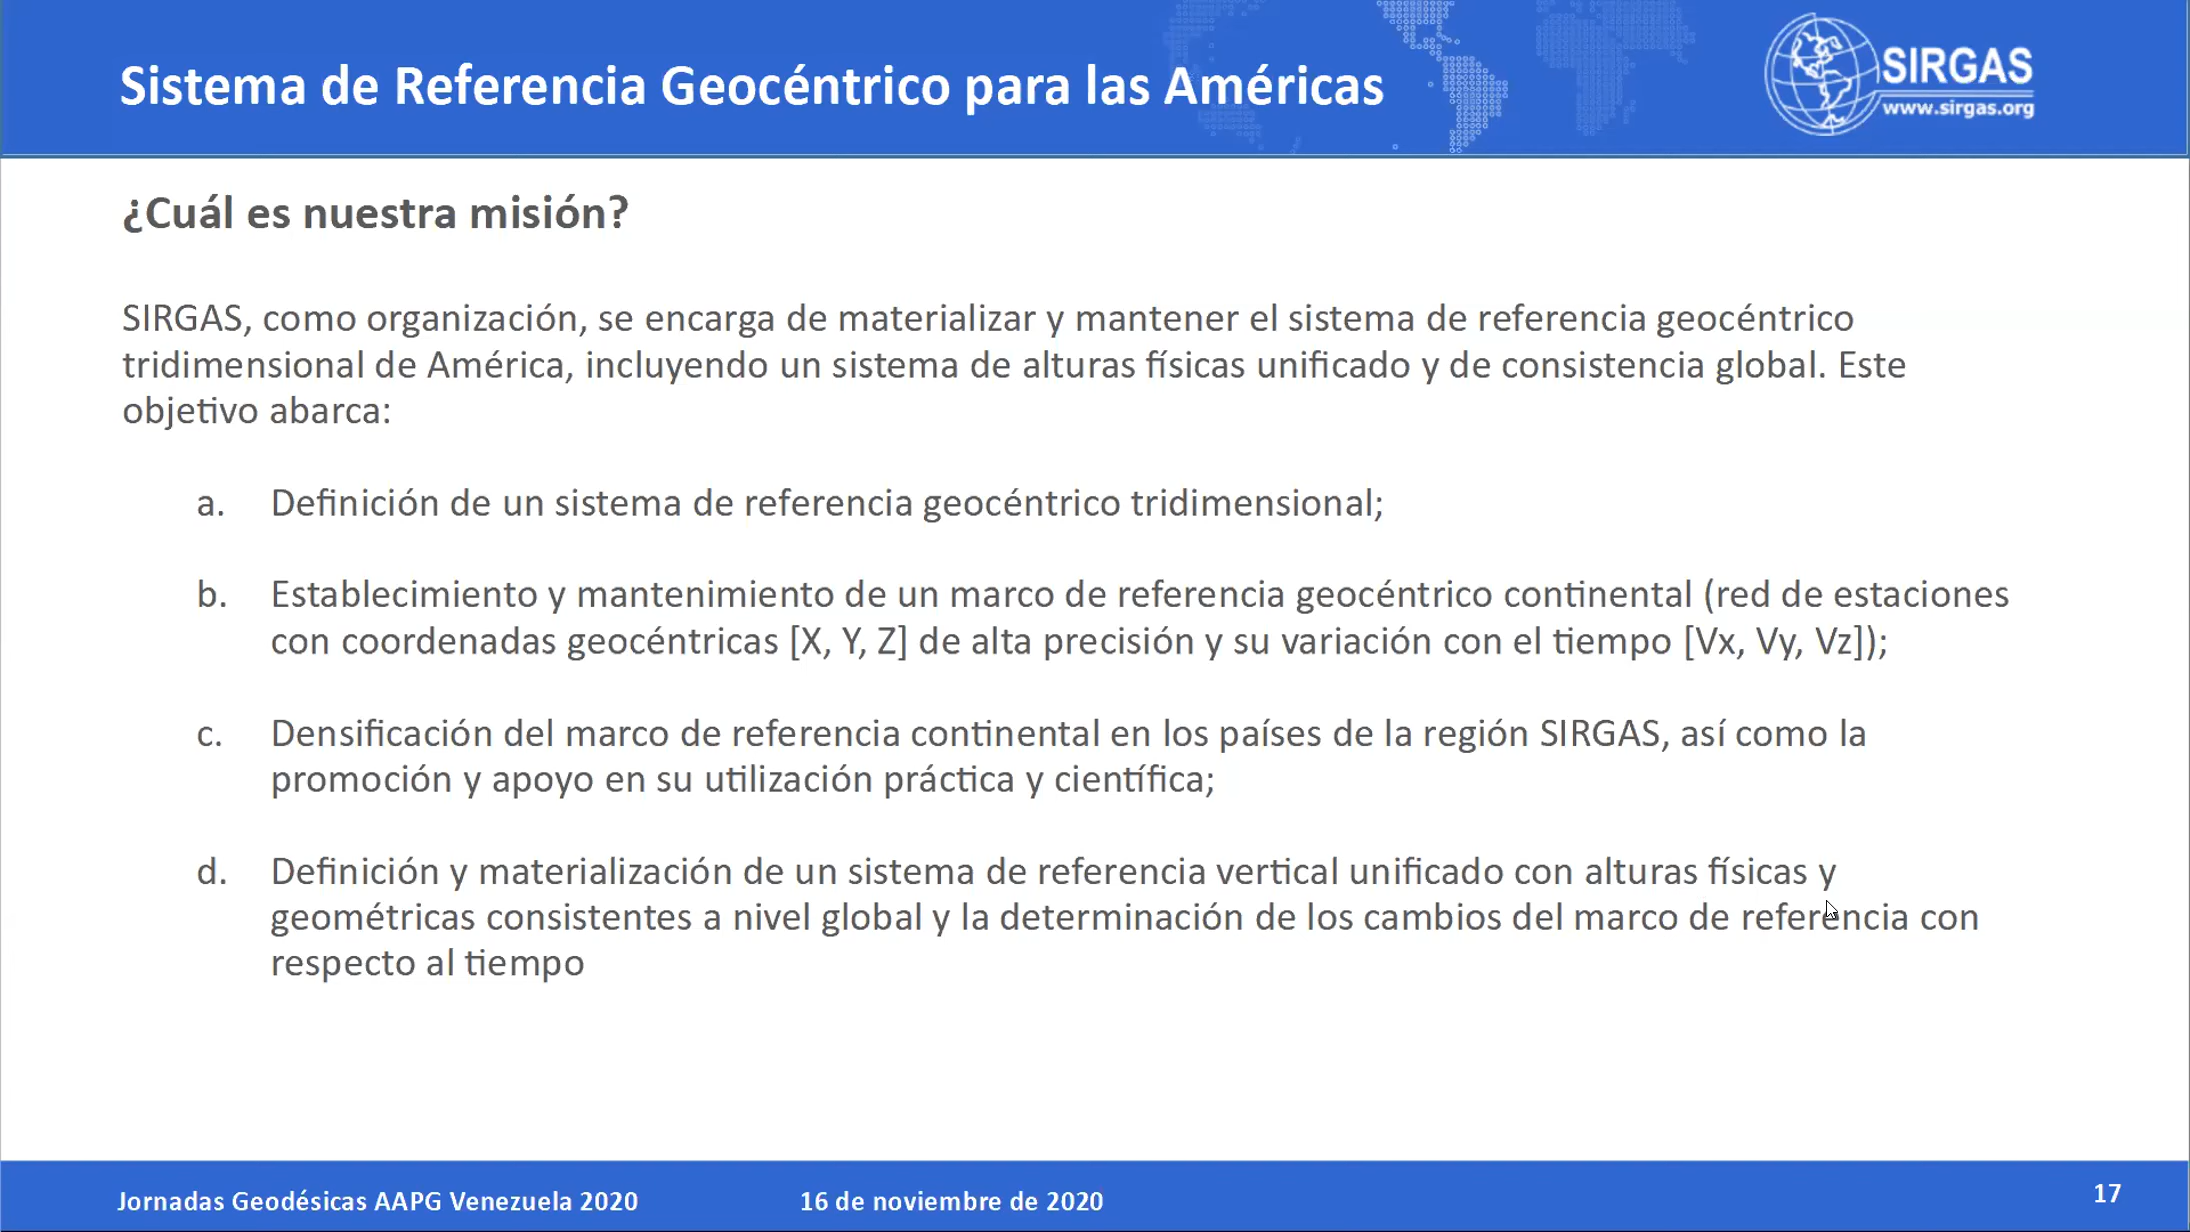 Sistema de Referencia Geocéntrico para las Américas
SIRGAS
www.sirgas.org
¿Cuál es nuestra misión?
SIRGAS, como organización, se encarga de materializar y mantener el sistema de referencia geocéntrico
tridimensional de América, incluyendo un sistema de alturas físicas unificado y de consistencia global. Este
objetivo abarca:
a. Definición de un sistema de referencia geocéntrico tridimensional;
b. Establecimiento y mantenimiento de un marco de referencia geocéntrico continental (red de estaciones
con coordenadas geocéntricas [X, Y, Z] de alta precisión y su variación con el tiempo [Vx, Vy, Vz]);
c. Densificación del marco de referencia continental en los países de la región SIRGAS, así como la
promoción y apoyo en su utilización práctica y científica;
d. Definición y materialización de un sistema de referencia vertical unificado con alturas físicas y
geométricas consistentes a nivel global y la determinación de los cambios del marco de referencia con
respecto al tiempo
Jornadas Geodésicas AAPG Venezuela 2020
16 de noviembre de 2020
17